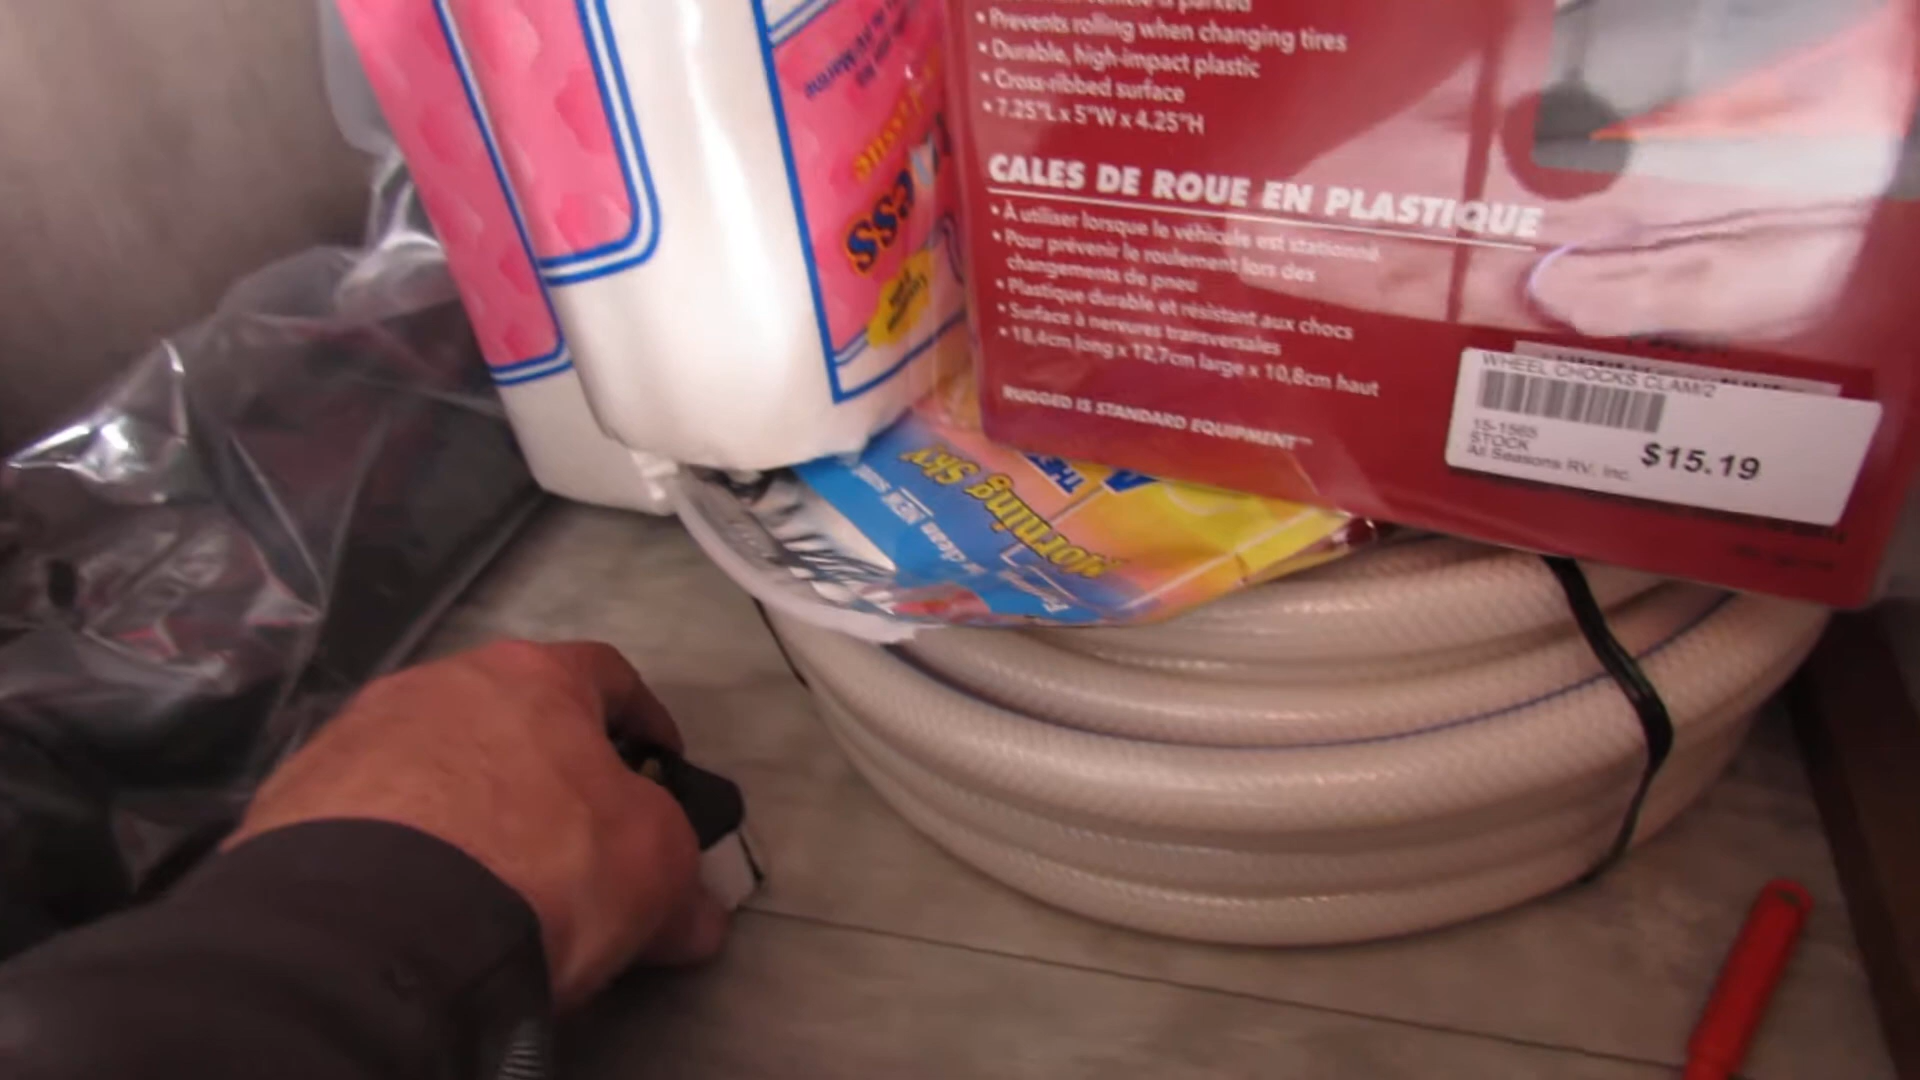 • Prevents rolling when changing tires
• Durable, high-impact plastic
• Cross-ribbed surface
• 7.25"L x 5"W x 4.25"H
CALES DE ROUE EN PLASTIQUE
• À utiliser lorsque le véhicule est stationné
• Pour prévenir le roulement lors des
changements de pneu
• Plastique durable et résistant aux chocs
• Surface à nervures transversales
• 18,4cm long x 12,7cm large x 10,8cm haut
RUGGED IS STANDARD EQUIPMENT™
WHEEL CHOCKS CLAM/2
15-1565
STOCK
All Seasons RV, Inc.
$15.19
Morning Sky
clean NEW